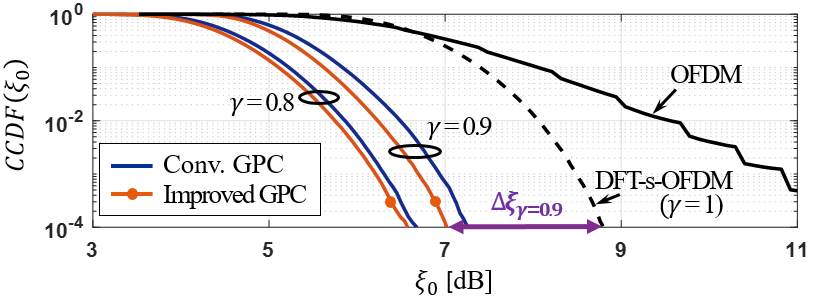 10^0
10^-2
10^-4
CCDF(ξ₀)
OFDM
γ = 0.8
γ = 0.9
Conv. GPC
Improved GPC
DFT-s-OFDM
(γ = 1)
Δξγ=0.9
3 5 7 9 11
ξ₀ [dB]